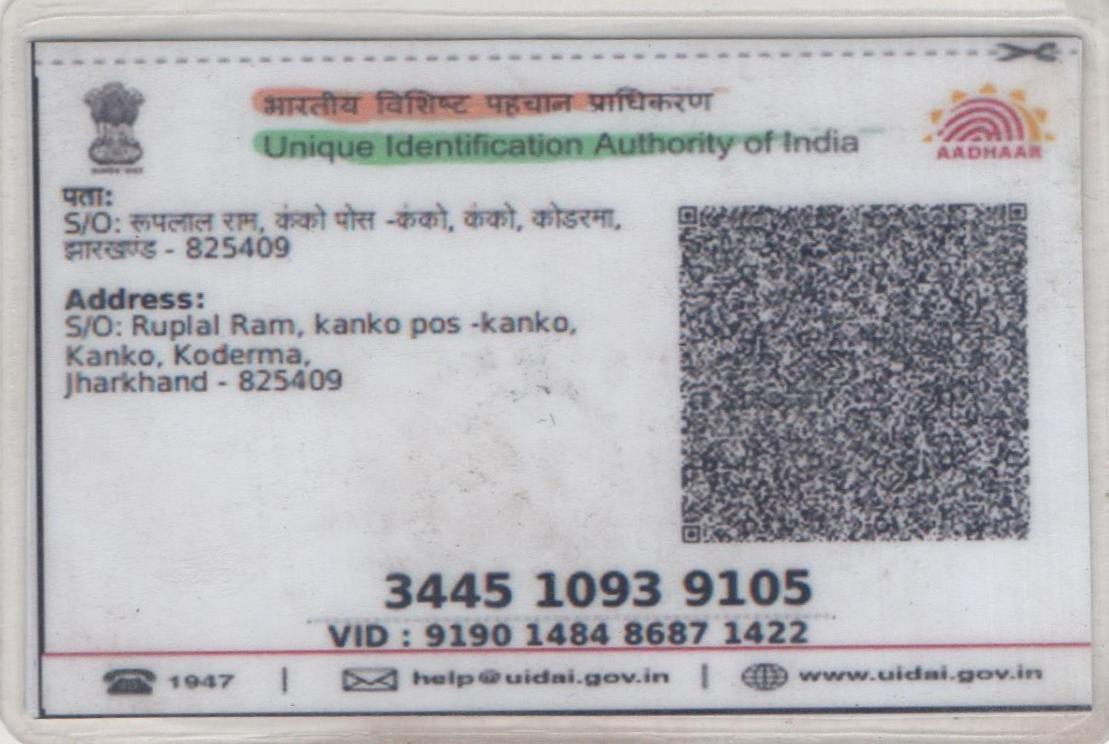 भारतीय विशिष्ट पहचान प्राधिकरण
Unique Identification Authority of India
AADHAAR
पता:
S/O: रूपलाल राम, कंको पोस -कंको, कंको, कोडरमा,
झारखण्ड - 825409
Address:
S/O: Ruplal Ram, kanko pos -kanko,
Kanko, Koderma,
Jharkhand - 825409
3445 1093 9105
VID : 9190 1484 8687 1422
1947 | help@uidai.gov.in | www.uidai.gov.in